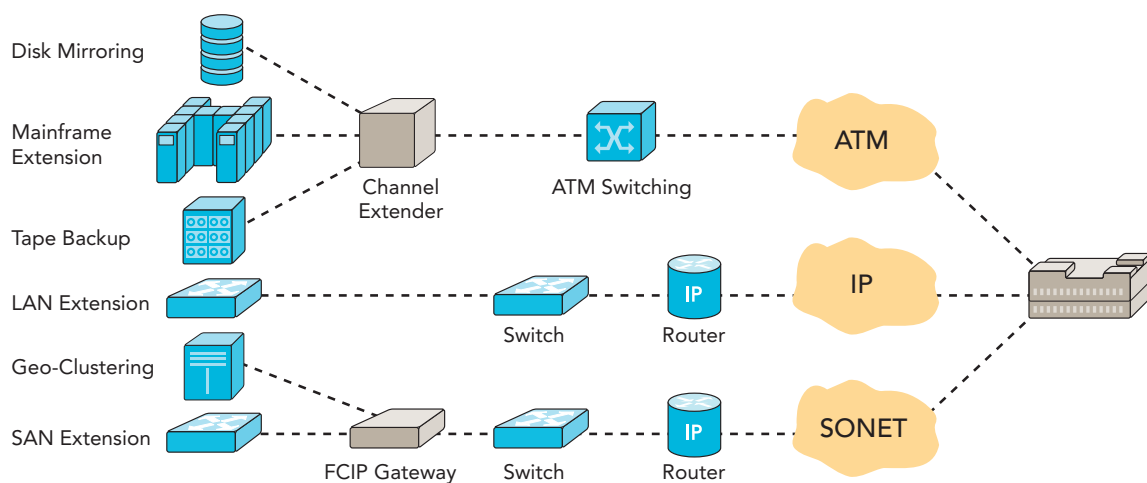 Disk Mirroring
Mainframe
Extension
Channel
Extender
ATM Switching
ATM
Tape Backup
LAN Extension
Switch
IP
Router
IP
Geo-Clustering
SAN Extension
FCIP Gateway
Switch
IP
Router
SONET